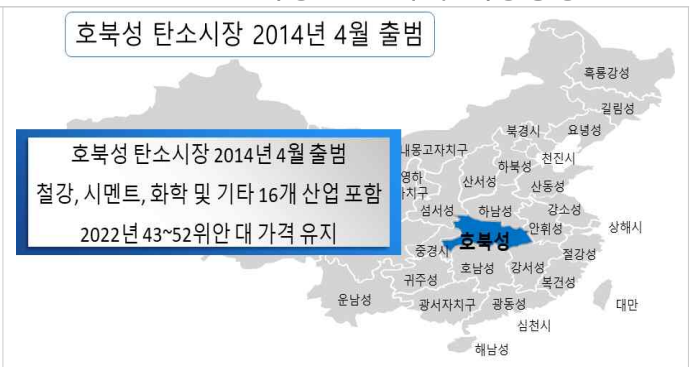 호북성 탄소시장 2014년 4월 출범
흑룡강성
길림성
북경시
요녕성
호북성 탄소시장 2014년 4월 출범
철강, 시멘트, 화학 및 기타 16개 산업 포함
2022년 43~52위안 대 가격 유지
내몽고자치구
하북성
천진시
영하
자치구
산서성
산동성
섬서성
하남성
강소성
안휘성
상해시
호북성
중경시
절강성
호남성
강서성
귀주성
복건성
운남성
광서자치구
광동성
대만
심천시
해남성